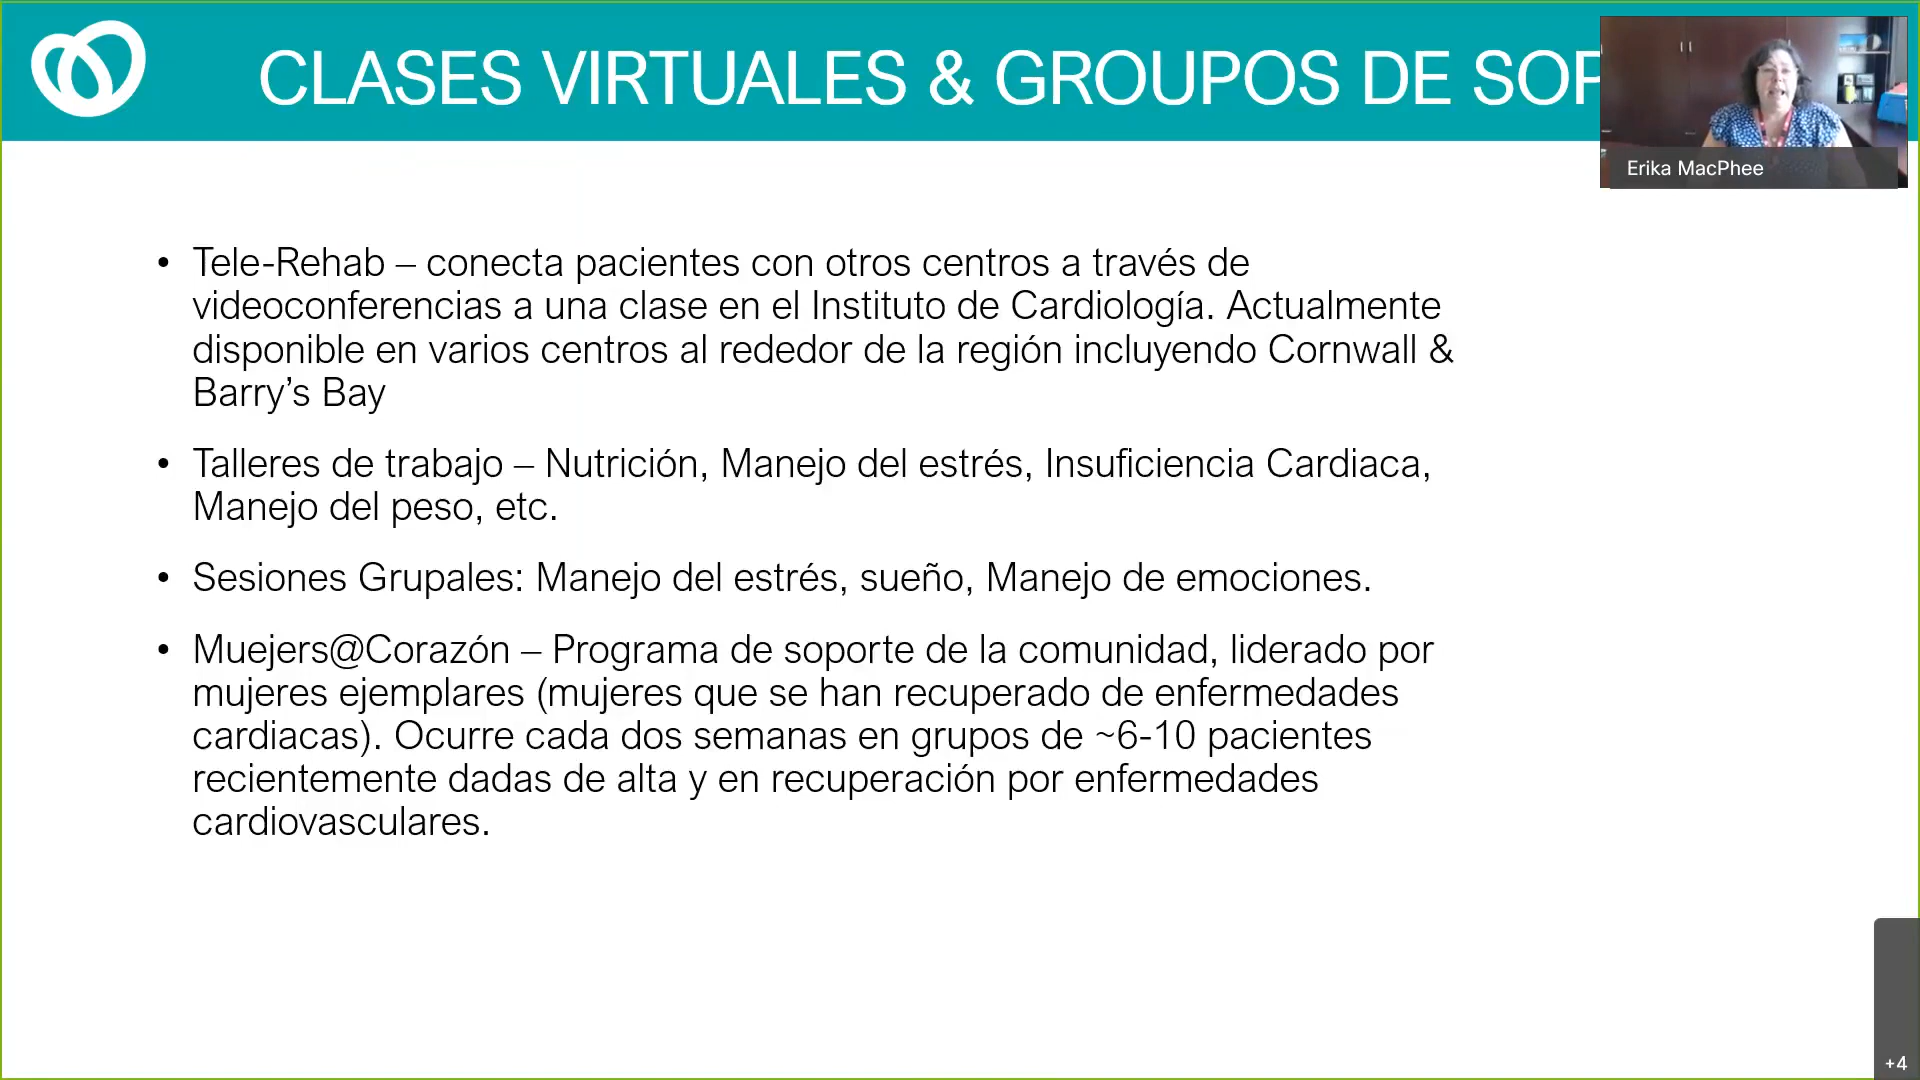 CLASES VIRTUALES & GROUPOS DE SOP
Erika MacPhee
• Tele-Rehab – conecta pacientes con otros centros a través de
videoconferencias a una clase en el Instituto de Cardiología. Actualmente
disponible en varios centros al rededor de la región incluyendo Cornwall &
Barry’s Bay
• Talleres de trabajo – Nutrición, Manejo del estrés, Insuficiencia Cardiaca,
Manejo del peso, etc.
• Sesiones Grupales: Manejo del estrés, sueño, Manejo de emociones.
• Muejers@Corazón – Programa de soporte de la comunidad, liderado por
mujeres ejemplares (mujeres que se han recuperado de enfermedades
cardiacas). Ocurre cada dos semanas en grupos de ~6-10 pacientes
recientemente dadas de alta y en recuperación por enfermedades
cardiovasculares.
+4